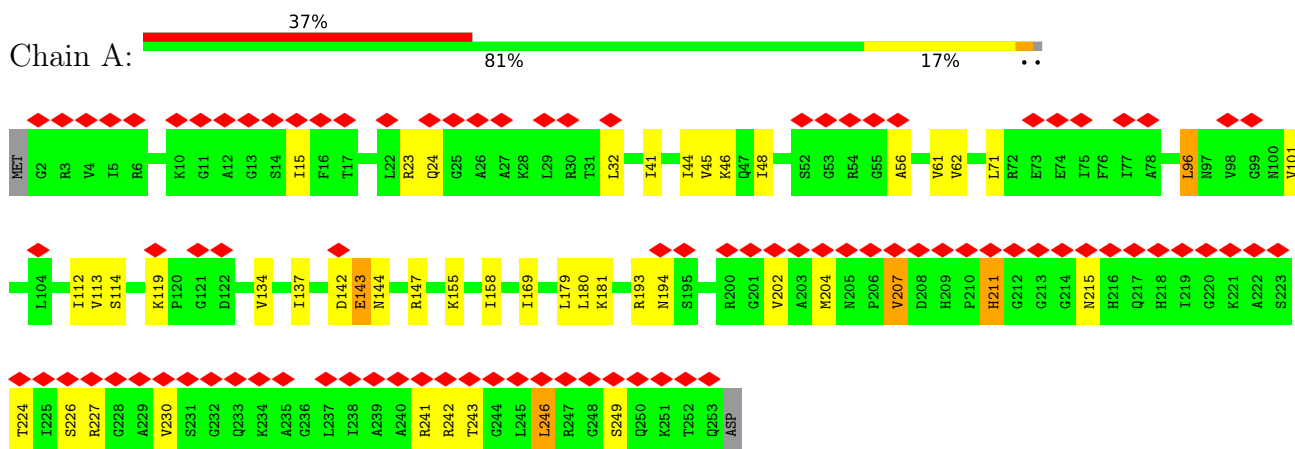 37%
Chain A:
81% 17% • •
MET G2 R3 V4 I5 R6 K10 G11 A12 G13 S14 I15 F16 T17 L22 R23 Q24 G25 A26 A27 K28 L29 R30 T31 L32 I41 I44 V45 K46 Q47 I48 S52 G53 R54 G55 A56 V61 V62 L71 R72 E73 E74 I75 F76 I77 A78 L96 N97 V98 G99 N100 V101
L104 I112 V113 S114 K119 P120 G121 D122 V134 I137 D142 E143 N144 R147 K155 I158 I169 L179 L180 K181 R193 N194 S195 R200 G201 V202 A203 M204 N205 P206 V207 D208 H209 P210 H211 G212 G213 G214 N215 H216 Q217 H218 I219 G220 K221 A222 S223
T224 I225 S226 R227 G228 A229 V230 S231 G232 Q233 K234 A235 G236 L237 I238 A239 A240 R241 R242 T243 G244 L245 L246 R247 G248 S249 Q250 K251 T252 Q253 ASP